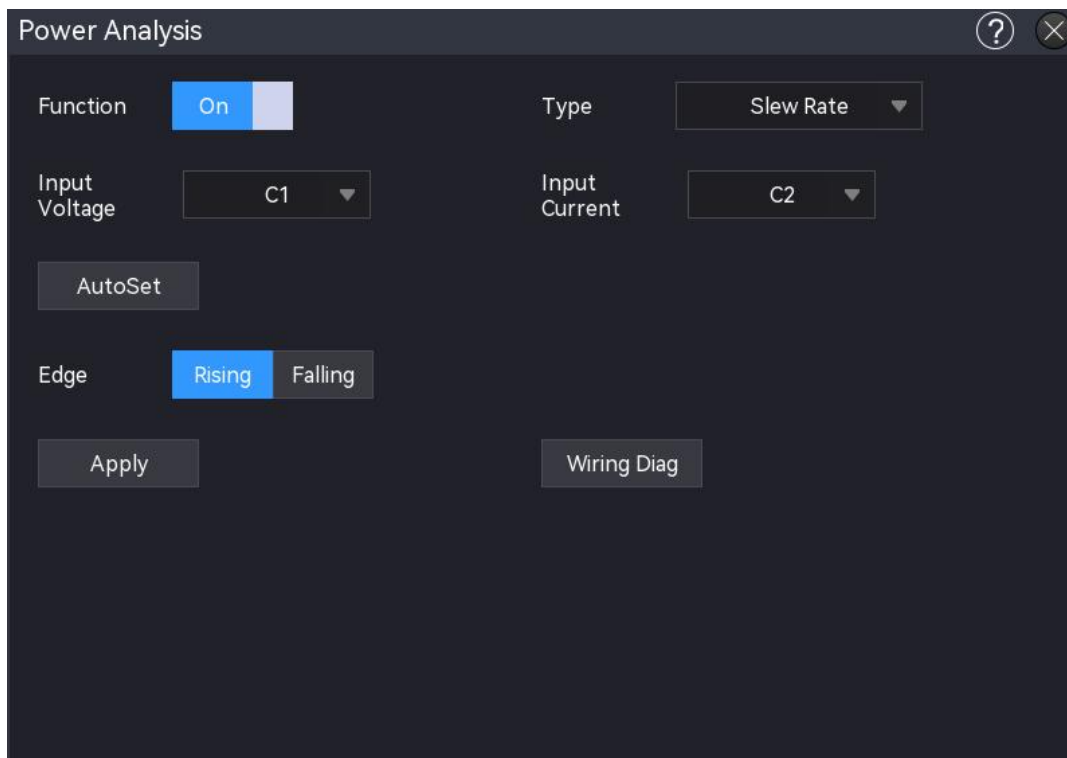 Power Analysis
?
Function On Type Slew Rate
Input Voltage C1 Input Current C2
AutoSet
Edge Rising Falling
Apply Wiring Diag